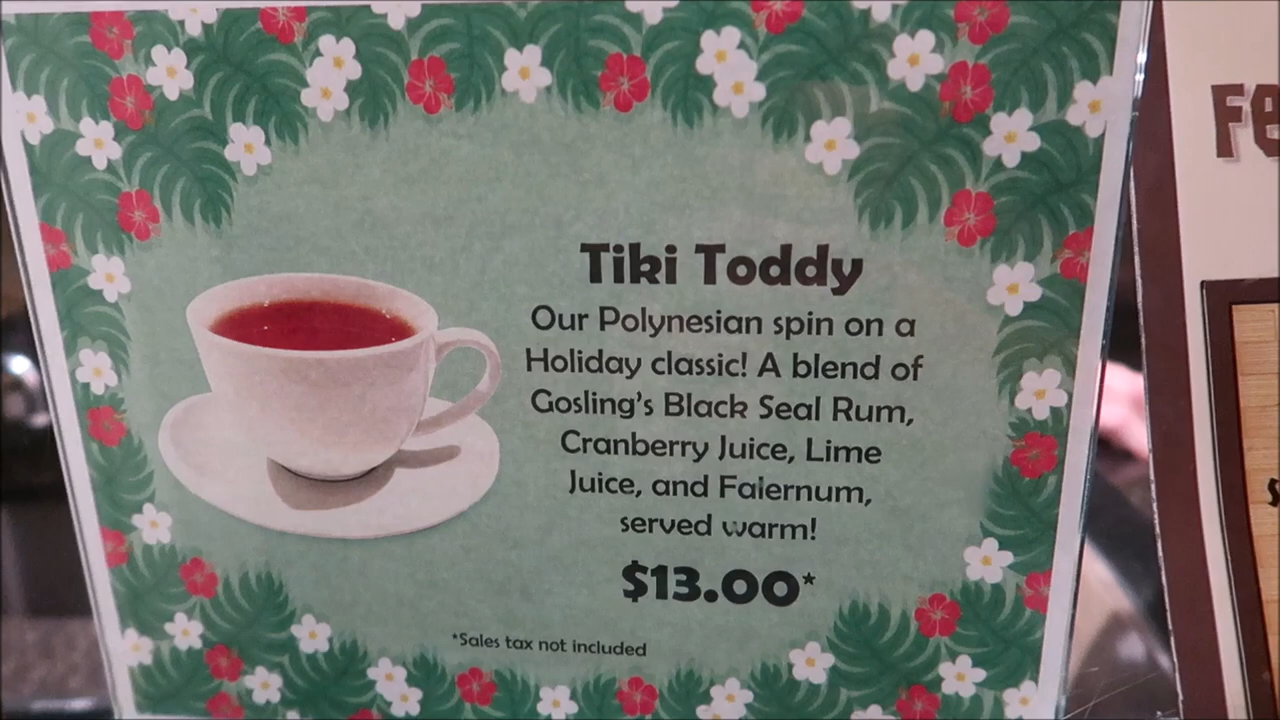 Tiki Toddy
Our Polynesian spin on a
Holiday classic! A blend of
Gosling's Black Seal Rum,
Cranberry Juice, Lime
Juice, and Falernum,
served warm!
$13.00*
*Sales tax not included